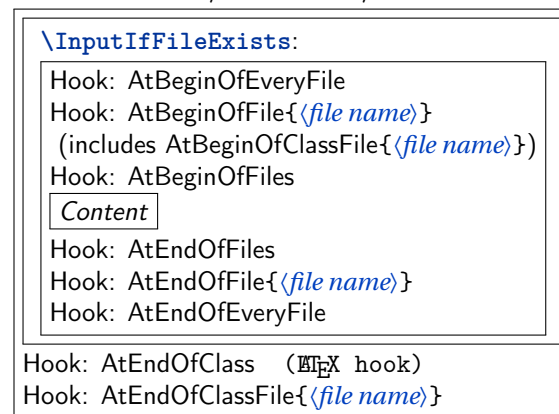 \InputIfFileExists:
Hook: AtBeginOfEveryFile
Hook: AtBeginOfFile{⟨file name⟩}
(includes AtBeginOfClassFile{⟨file name⟩})
Hook: AtBeginOfFiles
Content
Hook: AtEndOfFiles
Hook: AtEndOfFile{⟨file name⟩}
Hook: AtEndOfEveryFile
Hook: AtEndOfClass (LATEX hook)
Hook: AtEndOfClassFile{⟨file name⟩}